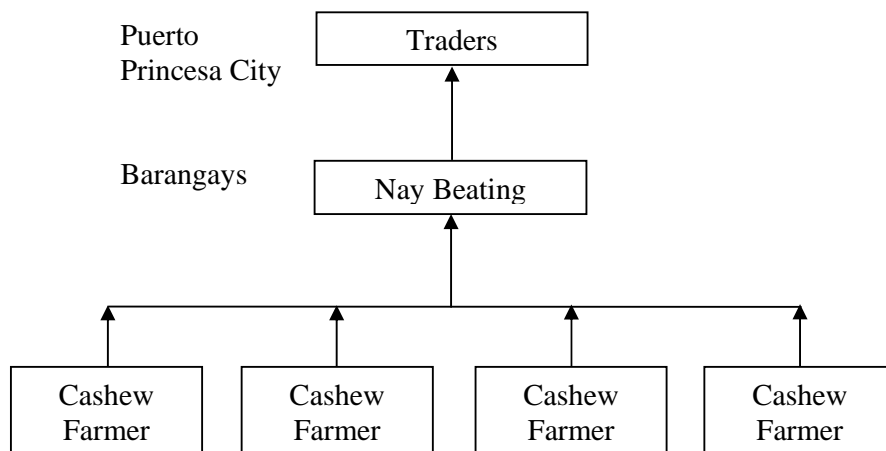 Puerto
Princesa City
Traders
Barangays
Nay Beating
Cashew
Farmer
Cashew
Farmer
Cashew
Farmer
Cashew
Farmer